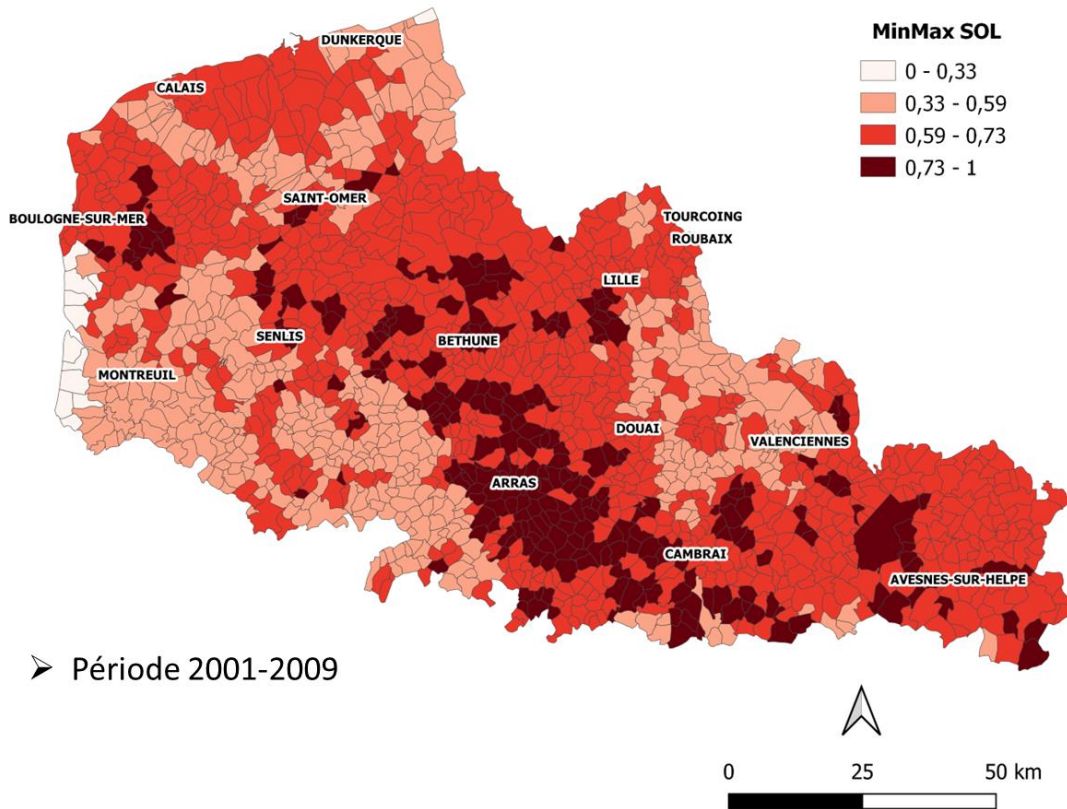 DUNKERQUE
MinMax SOL
0 - 0,33
0,33 - 0,59
0,59 - 0,73
0,73 - 1
CALAIS
SAINT-OMER
BOULOGNE-SUR-MER
TOURCOING
ROUBAIX
LILLE
SENLIS
BETHUNE
MONTREUIL
DOUAI
VALENCIENNES
ARRAS
CAMBRAI
AVESNES-SUR-HELPE
➢ Période 2001-2009
0 25 50 km